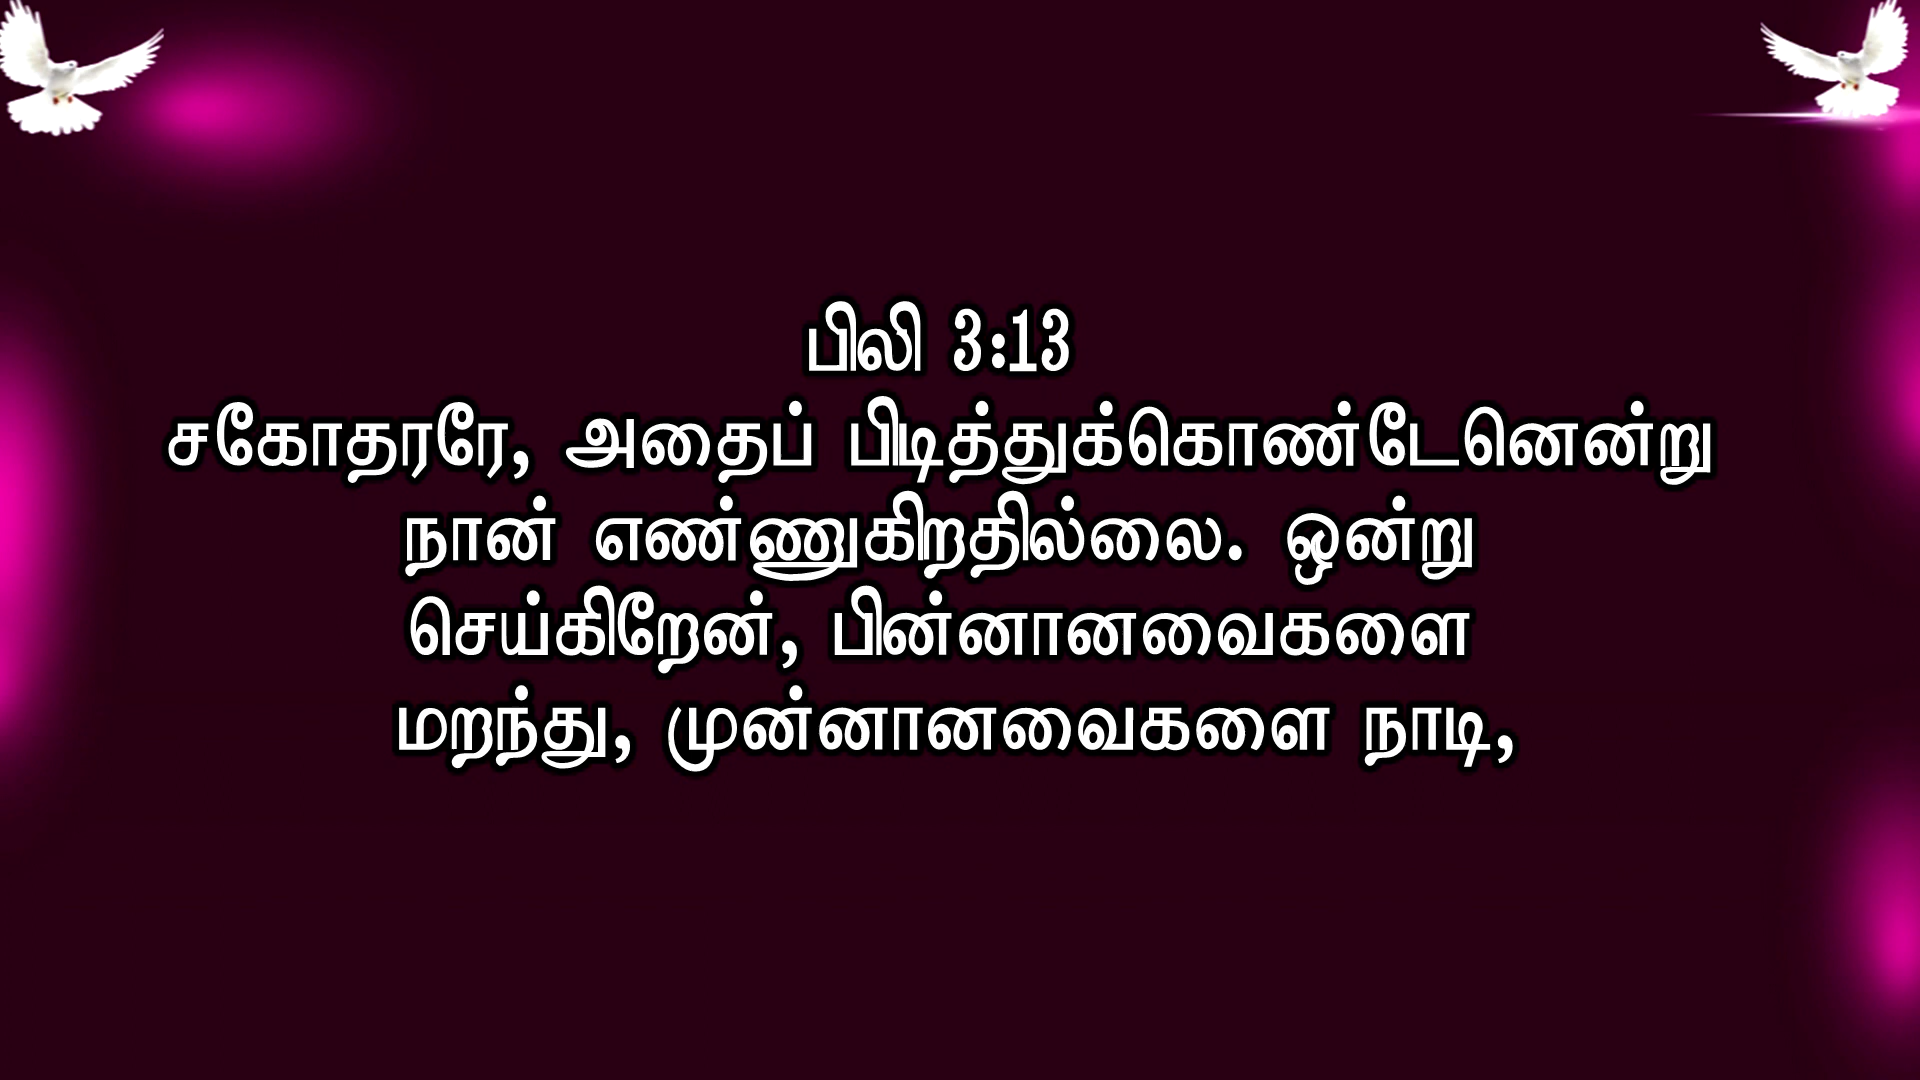 பிலி 3:13
சகோதரரே, அதைப் பிடித்துக்கொண்டேனென்று
நான் எண்ணுகிறதில்லை. ஒன்று
செய்கிறேன், பின்னானவைகளை
மறந்து, முன்னானவைகளை நாடி,